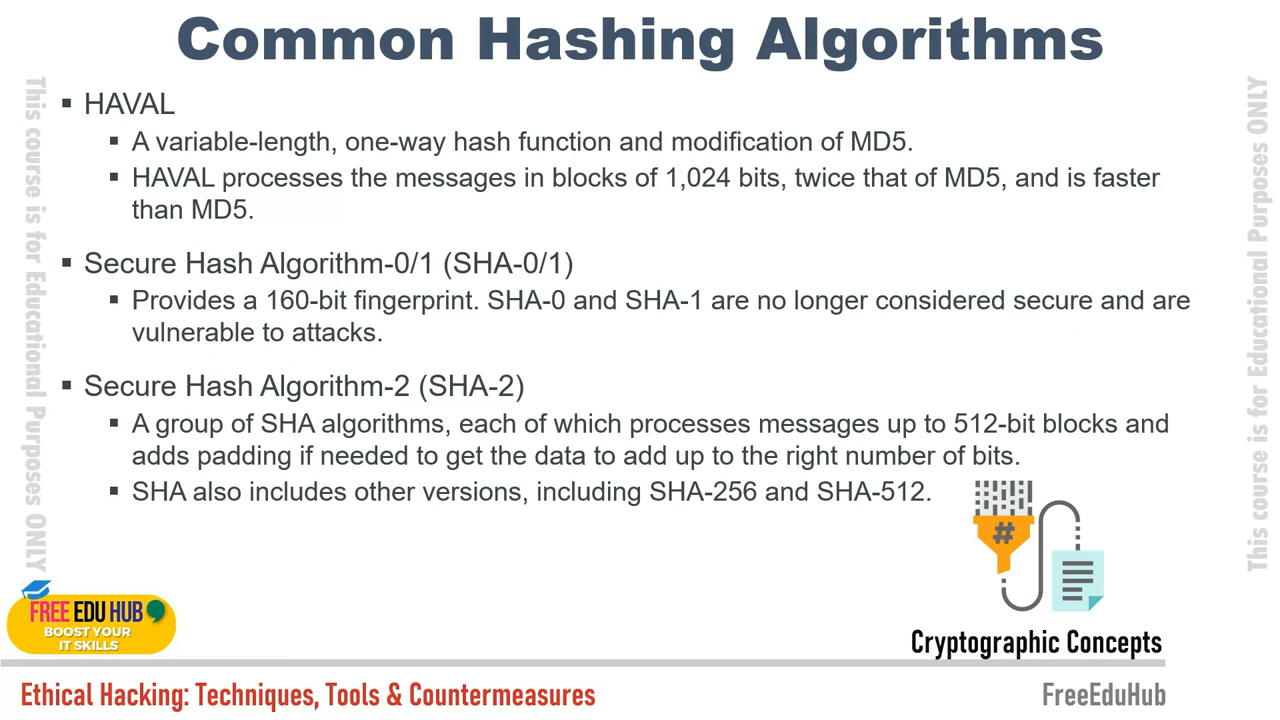 Common Hashing Algorithms
▪ HAVAL
▪ A variable-length, one-way hash function and modification of MD5.
▪ HAVAL processes the messages in blocks of 1,024 bits, twice that of MD5, and is faster
than MD5.
▪ Secure Hash Algorithm-0/1 (SHA-0/1)
▪ Provides a 160-bit fingerprint. SHA-0 and SHA-1 are no longer considered secure and are
vulnerable to attacks.
▪ Secure Hash Algorithm-2 (SHA-2)
▪ A group of SHA algorithms, each of which processes messages up to 512-bit blocks and
adds padding if needed to get the data to add up to the right number of bits.
▪ SHA also includes other versions, including SHA-256 and SHA-512.
This course is for Educational Purposes ONLY
This course is for Educational Purposes ONLY
#
FREE EDU HUB
BOOST YOUR
IT SKILLS
Cryptographic Concepts
Ethical Hacking: Techniques, Tools & Countermeasures
FreeEduHub